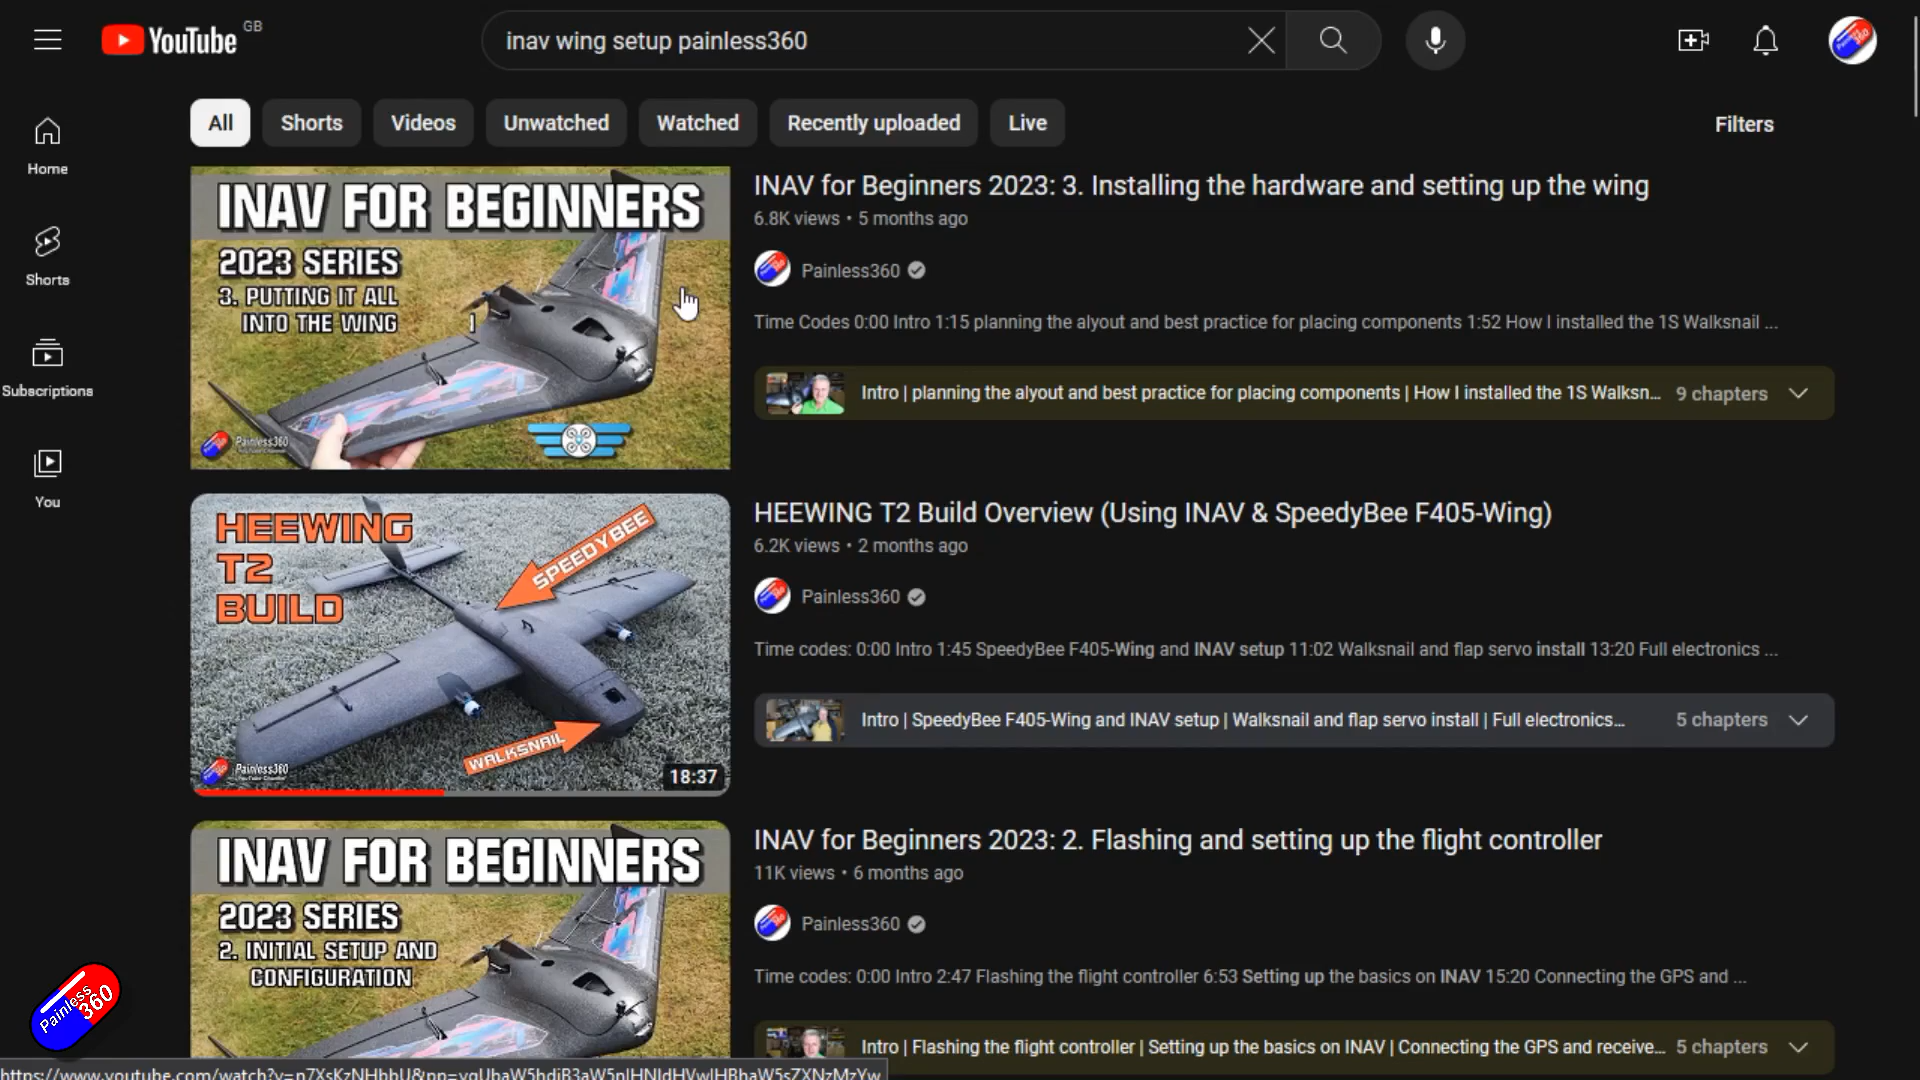 YouTube GB
inav wing setup painless360
All
Shorts
Videos
Unwatched
Watched
Recently uploaded
Live
Filters
Home
Shorts
Subscriptions
You
INAV FOR BEGINNERS
2023 SERIES
3. PUTTING IT ALL
INTO THE WING
Painless360
INAV for Beginners 2023: 3. Installing the hardware and setting up the wing
6.8K views • 5 months ago
Painless360
Time Codes 0:00 Intro 1:15 planning the alyout and best practice for placing components 1:52 How I installed the 1S Walksnail ...
Intro | planning the alyout and best practice for placing components | How I installed the 1S Walksn... 9 chapters
HEEWING
T2
BUILD
SPEEDYBEE
WALKSNAIL
Painless360
18:37
HEEWING T2 Build Overview (Using INAV & SpeedyBee F405-Wing)
6.2K views • 2 months ago
Painless360
Time codes: 0:00 Intro 1:45 SpeedyBee F405-Wing and INAV setup 11:02 Walksnail and flap servo install 13:20 Full electronics ...
Intro | SpeedyBee F405-Wing and INAV setup | Walksnail and flap servo install | Full electronics... 5 chapters
INAV FOR BEGINNERS
2023 SERIES
2. INITIAL SETUP AND
CONFIGURATION
INAV for Beginners 2023: 2. Flashing and setting up the flight controller
11K views • 6 months ago
Painless360
Time codes: 0:00 Intro 2:47 Flashing the flight controller 6:53 Setting up the basics on INAV 15:20 Connecting the GPS and ...
Intro | Flashing the flight controller | Setting up the basics on INAV | Connecting the GPS and receive... 5 chapters
Painless
360